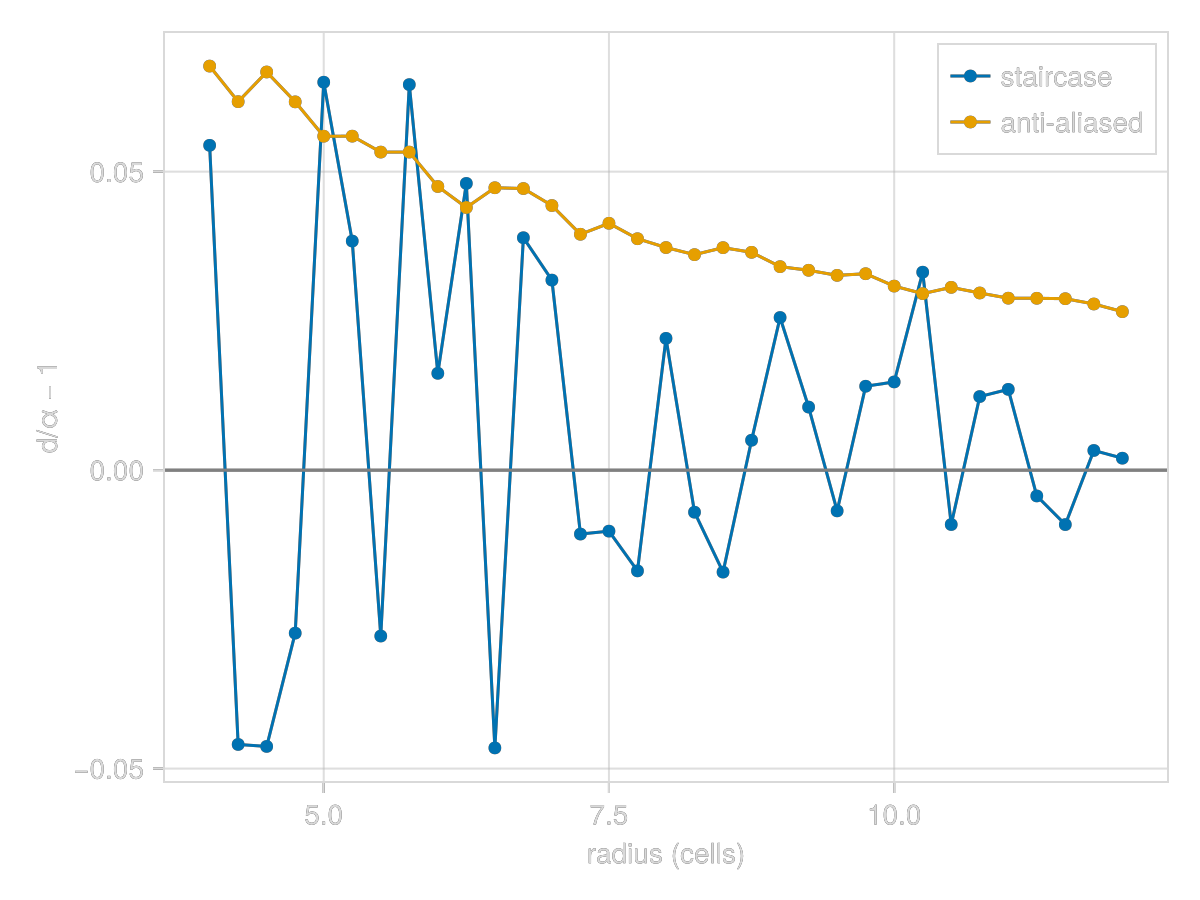 staircase
anti-aliased
0.05
0.00
−0.05
d/α − 1
5.0
7.5
10.0
radius (cells)